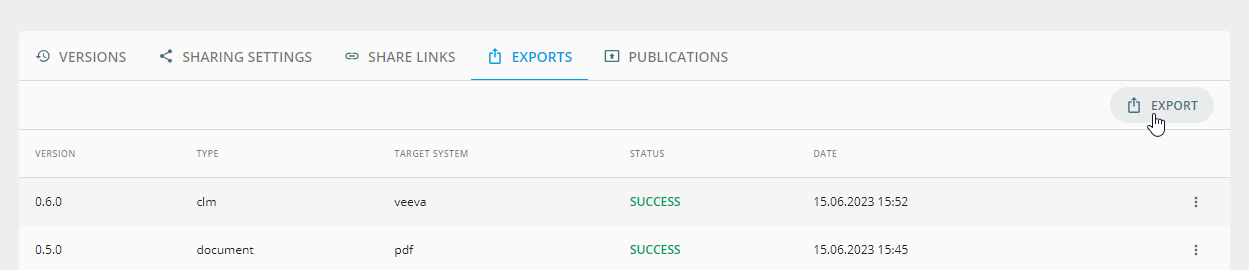 VERSIONS SHARING SETTINGS SHARE LINKS EXPORTS PUBLICATIONS
EXPORT
VERSION TYPE TARGET SYSTEM STATUS DATE
0.6.0 clm veeva SUCCESS 15.06.2023 15:52
0.5.0 document pdf SUCCESS 15.06.2023 15:45